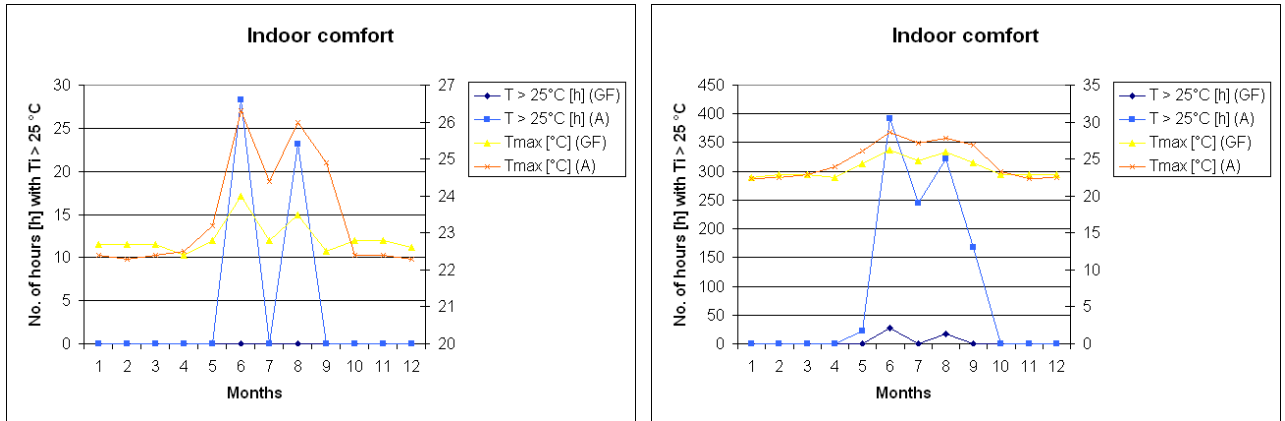 Indoor comfort
No. of hours [h] with Ti > 25 °C
30
25
20
15
10
5
0
27
26
25
24
23
22
21
20
1 2 3 4 5 6 7 8 9 10 11 12
Months
T > 25°C [h] (GF)
T > 25°C [h] (A)
Tmax [°C] (GF)
Tmax [°C] (A)
Indoor comfort
No. of hours [h] with Ti > 25 °C
450
400
350
300
250
200
150
100
50
0
35
30
25
20
15
10
5
0
1 2 3 4 5 6 7 8 9 10 11 12
Months
T > 25°C [h] (GF)
T > 25°C [h] (A)
Tmax [°C] (GF)
Tmax [°C] (A)